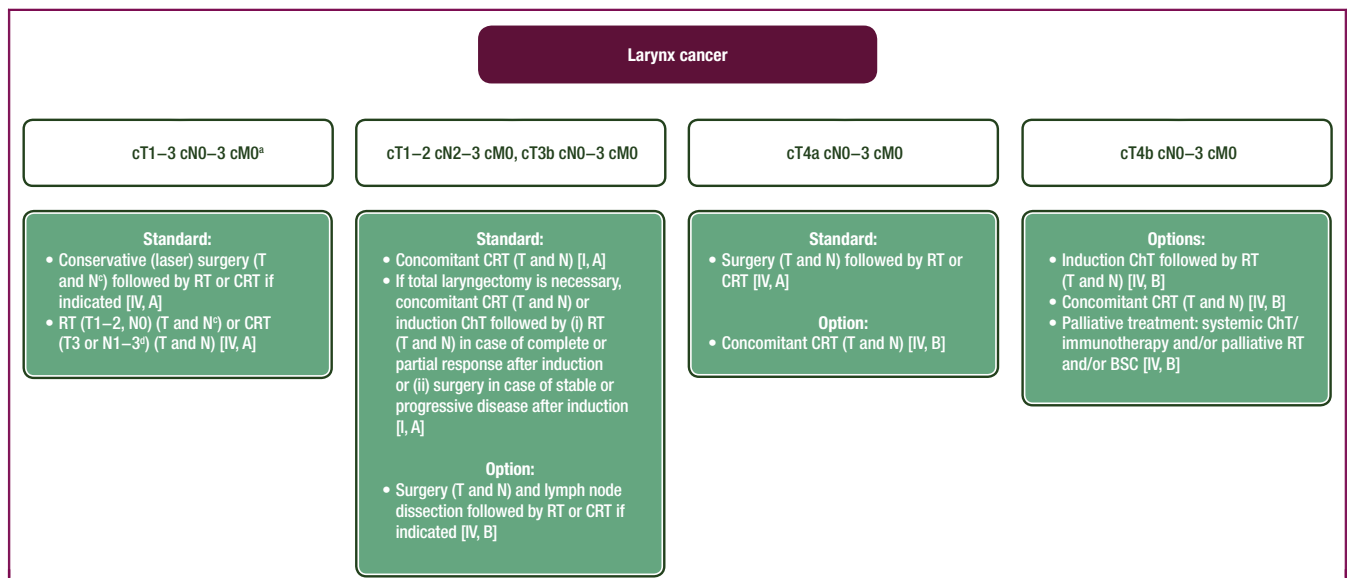 Larynx cancer
cT1–3 cN0–3 cM0ᵃ
cT1–2 cN2–3 cM0, cT3b cN0–3 cM0
cT4a cN0–3 cM0
cT4b cN0–3 cM0
Standard:
• Conservative (laser) surgery (T
and Nᶜ) followed by RT or CRT if
indicated [IV, A]
• RT (T1–2, N0) (T and Nᶜ) or CRT
(T3 or N1–3ᵈ) (T and N) [IV, A]
Standard:
• Concomitant CRT (T and N) [I, A]
• If total laryngectomy is necessary,
concomitant CRT (T and N) or
induction ChT followed by (i) RT
(T and N) in case of complete or
partial response after induction
or (ii) surgery in case of stable or
progressive disease after induction
[I, A]
Option:
• Surgery (T and N) and lymph node
dissection followed by RT or CRT if
indicated [IV, B]
Standard:
• Surgery (T and N) followed by RT or
CRT [IV, A]
Option:
• Concomitant CRT (T and N) [IV, B]
Options:
• Induction ChT followed by RT
(T and N) [IV, B]
• Concomitant CRT (T and N) [IV, B]
• Palliative treatment: systemic ChT/
immunotherapy and/or palliative RT
and/or BSC [IV, B]